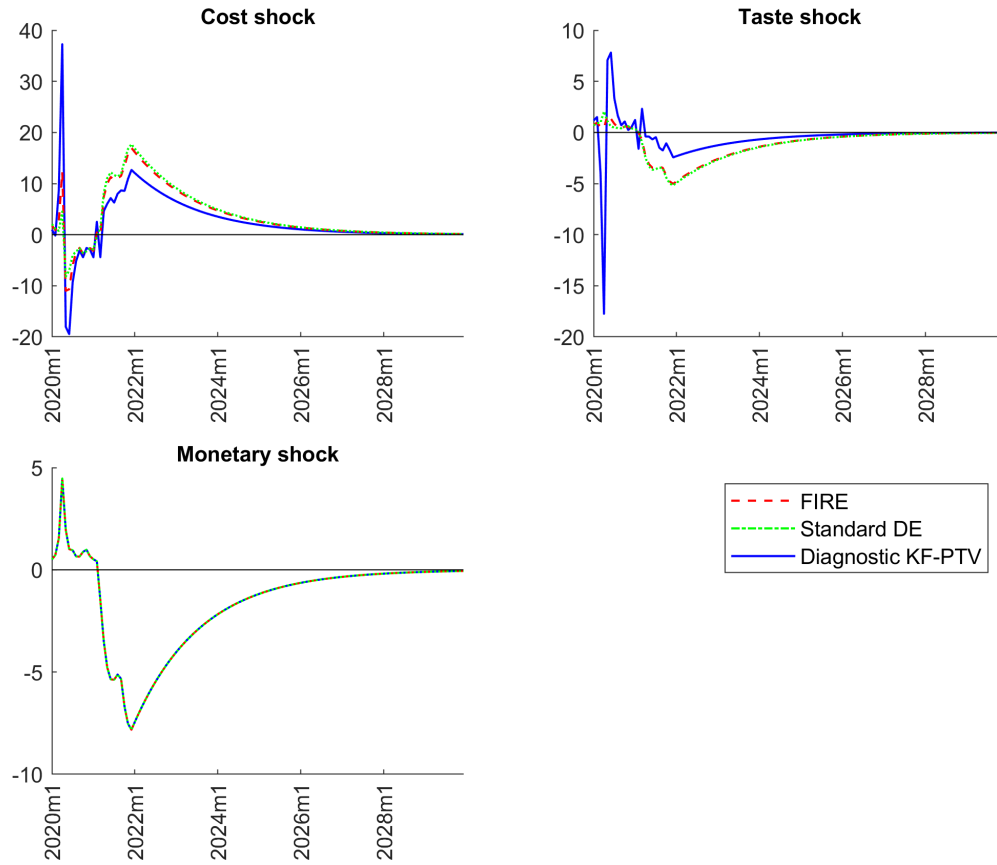 Cost shock
40
30
20
10
0
-10
-20
2020m1
2022m1
2024m1
2026m1
2028m1
Taste shock
10
5
0
-5
-10
-15
-20
2020m1
2022m1
2024m1
2026m1
2028m1
Monetary shock
5
0
-5
-10
2020m1
2022m1
2024m1
2026m1
2028m1
FIRE
Standard DE
Diagnostic KF-PTV